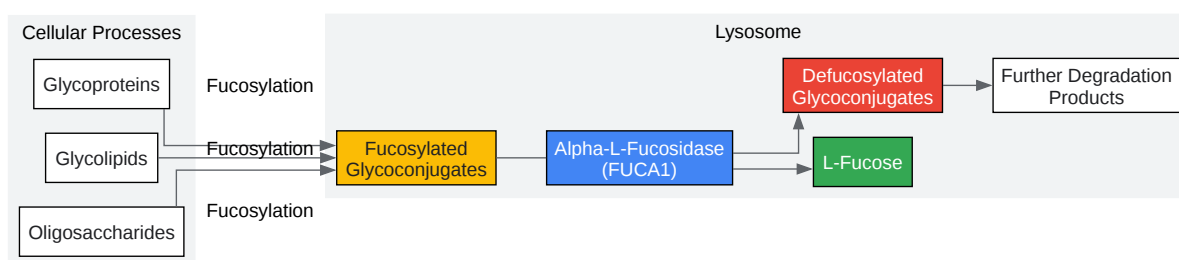 Cellular Processes
Glycoproteins
Glycolipids
Oligosaccharides
Fucosylation
Fucosylation
Fucosylation
Lysosome
Fucosylated
Glycoconjugates
Alpha-L-Fucosidase
(FUCA1)
Defucosylated
Glycoconjugates
L-Fucose
Further Degradation
Products